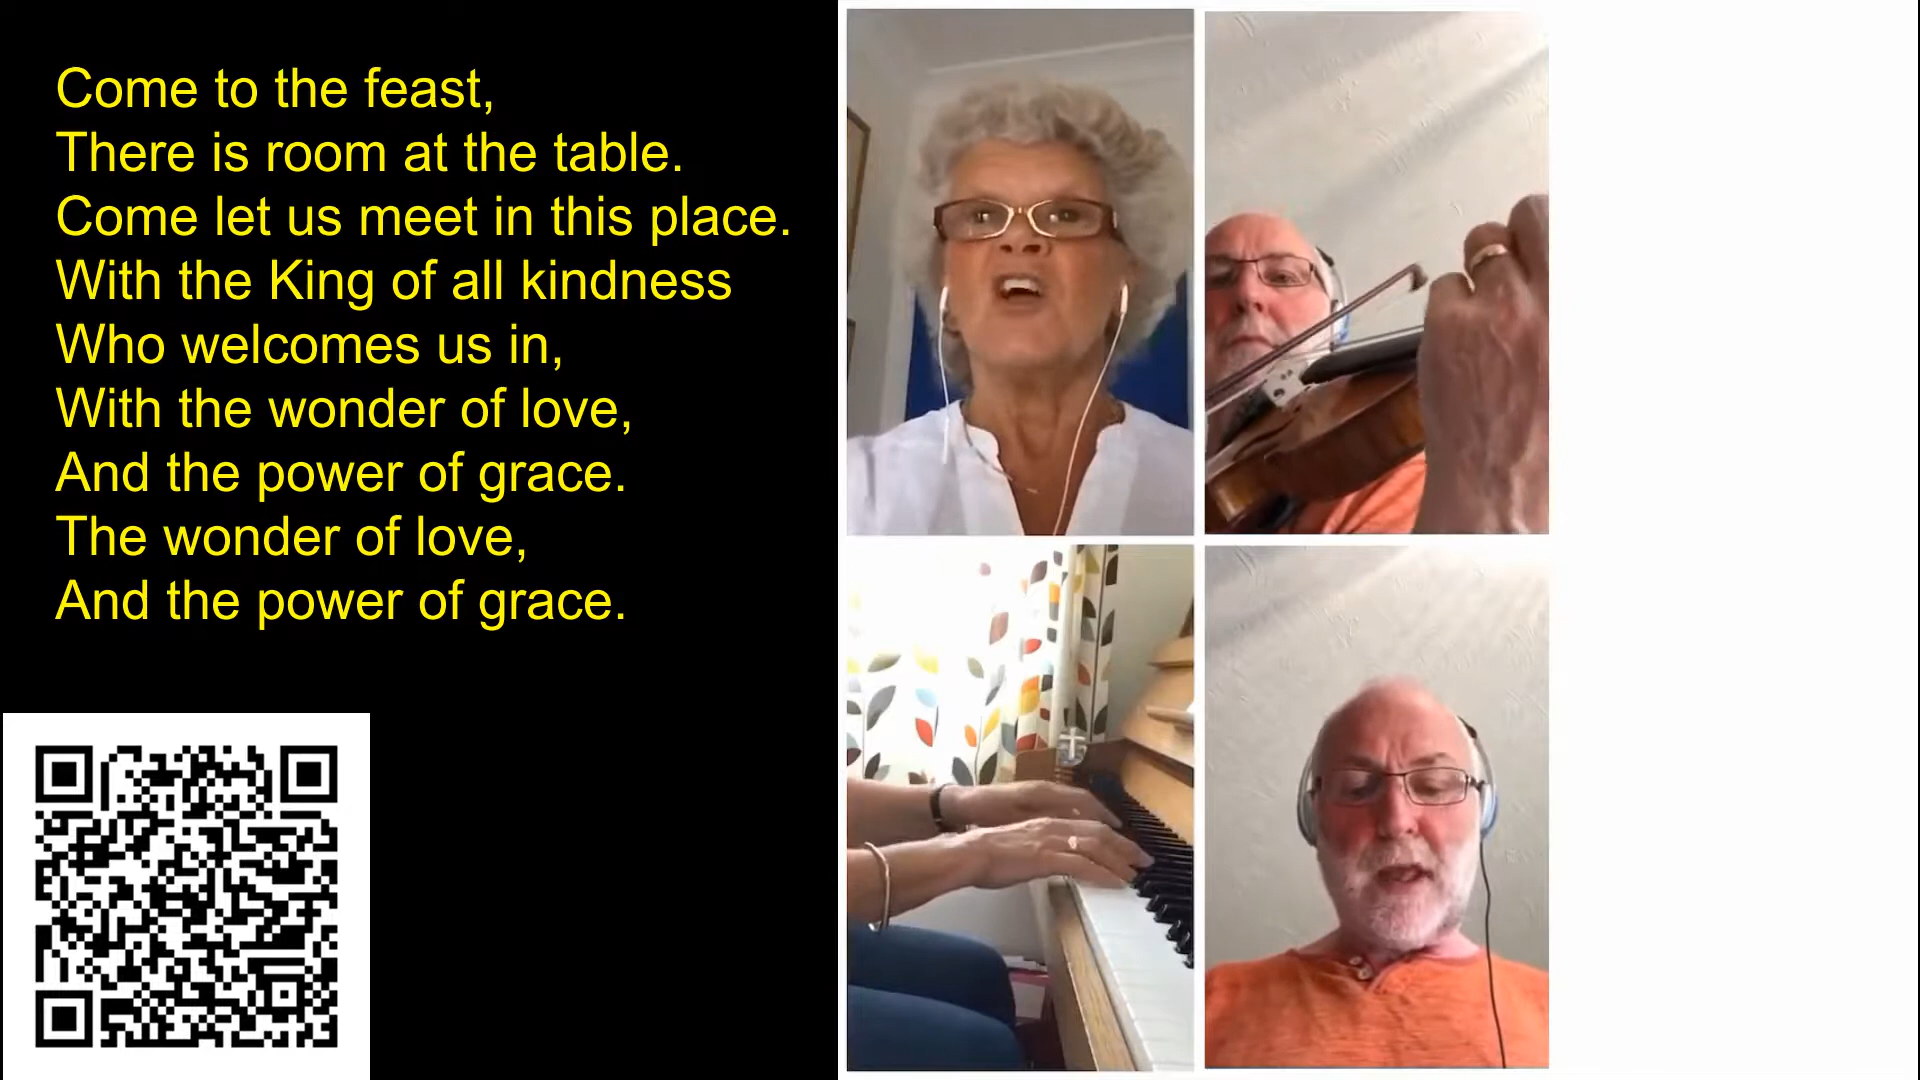 Come to the feast,
There is room at the table.
Come let us meet in this place.
With the King of all kindness
Who welcomes us in,
With the wonder of love,
And the power of grace.
The wonder of love,
And the power of grace.